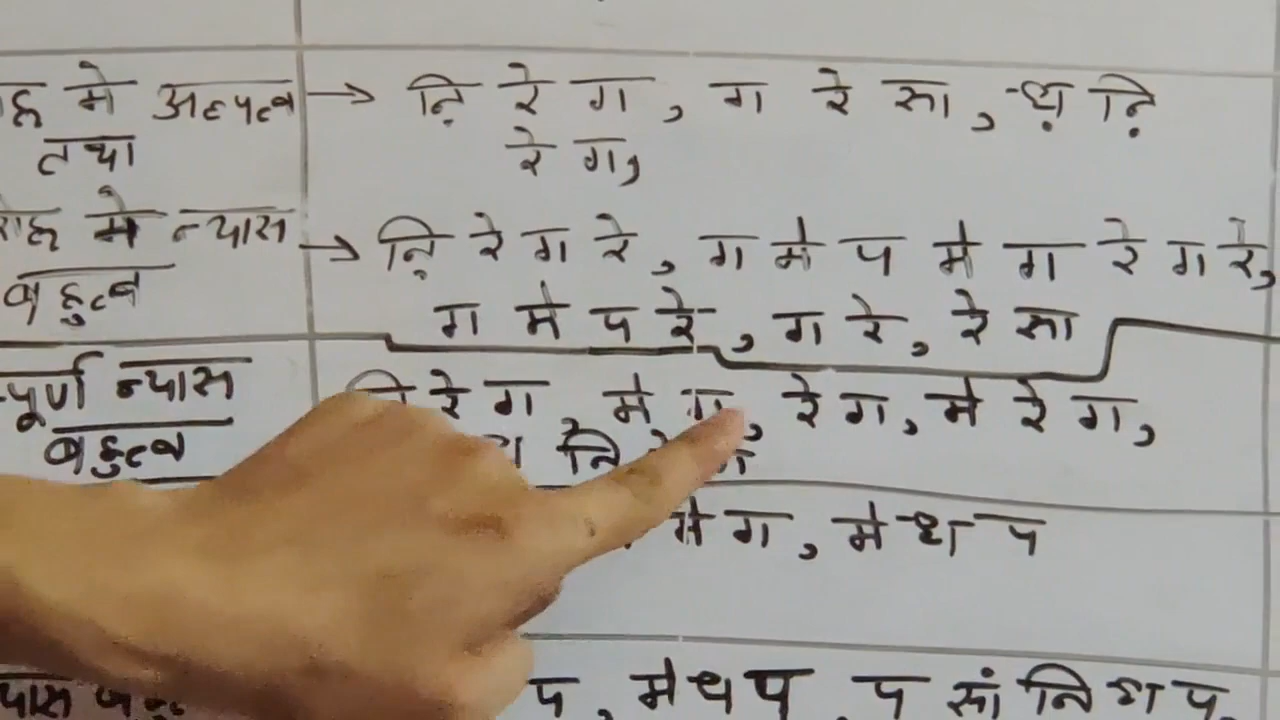 में अल्पत्व → ऩि रे ग, ग रे सा, ध़ ऩि
तथा रे ग,
में न्यास → ऩि रे ग रे, ग मे प मे ग रे ग रे,
बहुत्व ग मे प रे, ग रे, रे सा
पूर्ण न्यास रे ग, मे ग, रे ग, मे रे ग,
बहुत्व नि
मे ग, मे ध प
प, मे ध प, प सां नि ध प,